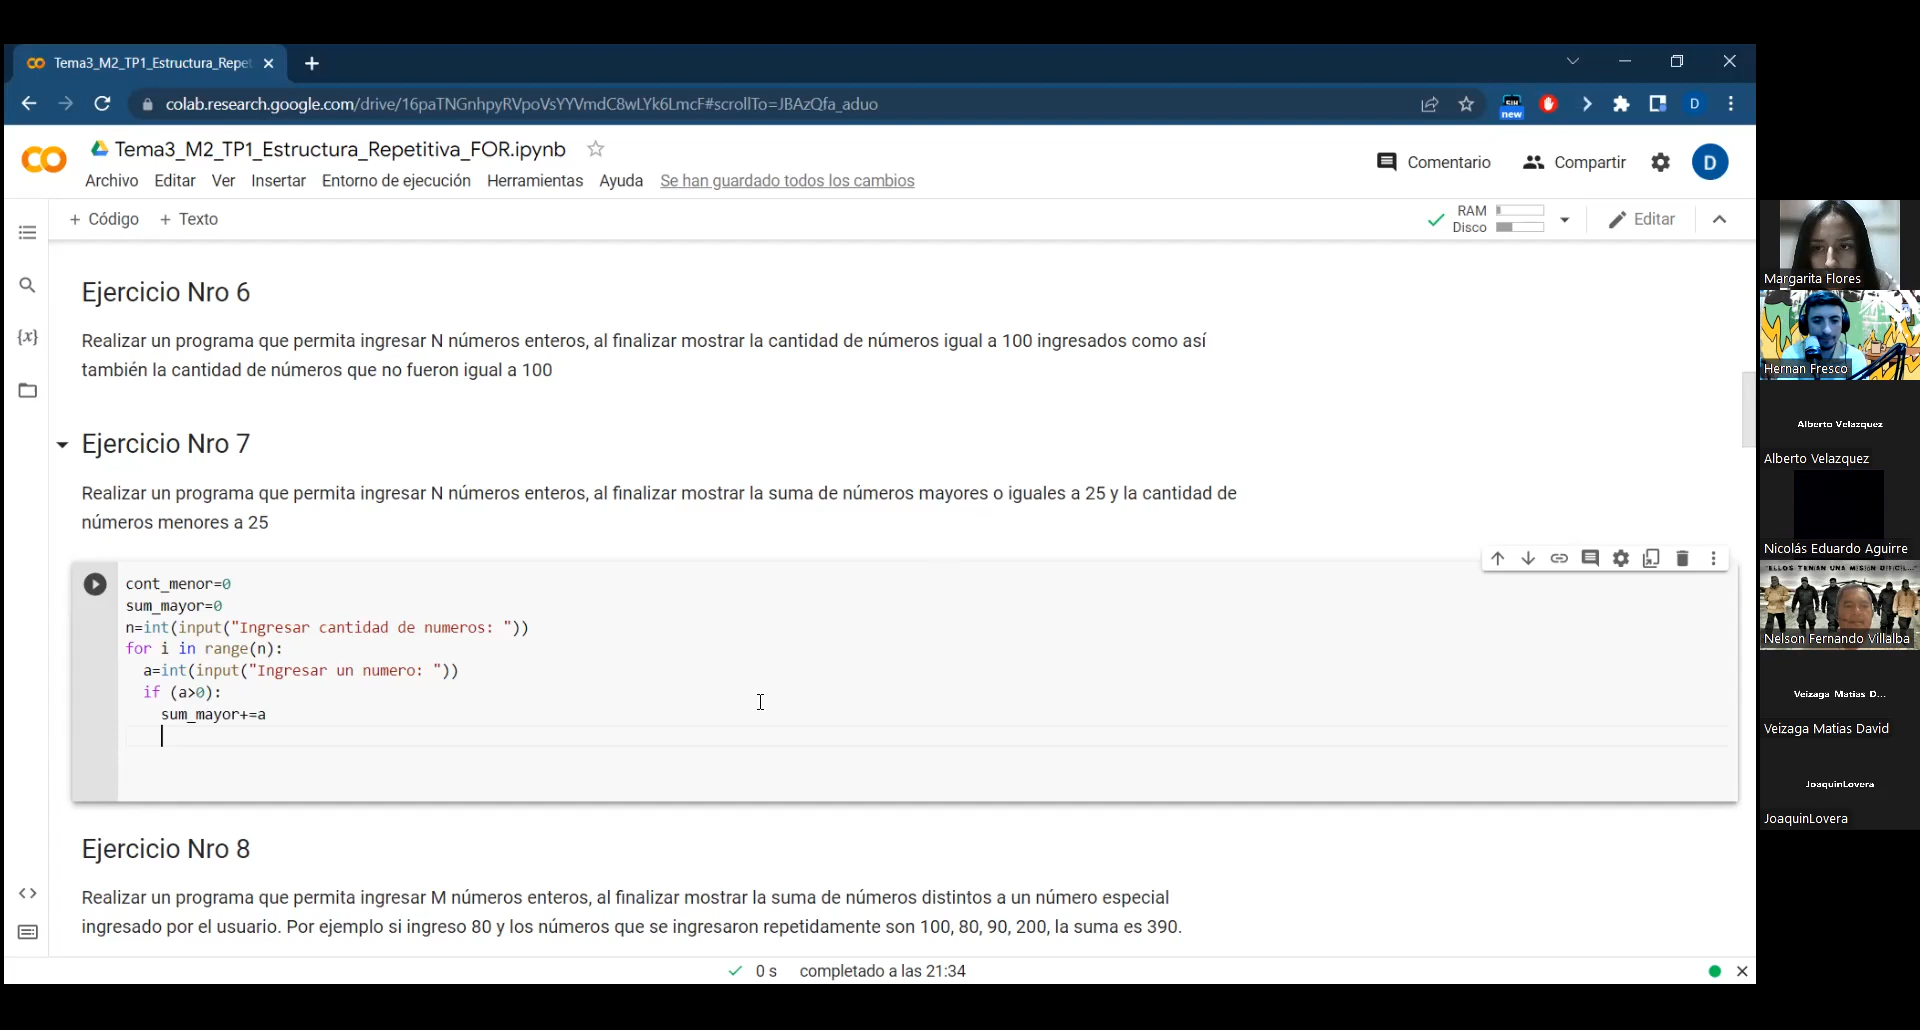 Tema3_M2_TP1_Estructura_Repet
colab.research.google.com/drive/16paTNGnhpyRVpoVsYYVmdC8wLYk6LmcF#scrollTo=JBAzQfa_aduo
new
D
Tema3_M2_TP1_Estructura_Repetitiva_FOR.ipynb
Comentario
Compartir
D
Archivo Editar Ver Insertar Entorno de ejecución Herramientas Ayuda Se han guardado todos los cambios
+ Código + Texto
RAM
Disco
Editar
Ejercicio Nro 6
Realizar un programa que permita ingresar N números enteros, al finalizar mostrar la cantidad de números igual a 100 ingresados como así
también la cantidad de números que no fueron igual a 100
Ejercicio Nro 7
Realizar un programa que permita ingresar N números enteros, al finalizar mostrar la suma de números mayores o iguales a 25 y la cantidad de
números menores a 25
cont_menor=0
sum_mayor=0
n=int(input("Ingresar cantidad de numeros: "))
for i in range(n):
a=int(input("Ingresar un numero: "))
if (a>0):
sum_mayor+=a
Ejercicio Nro 8
Realizar un programa que permita ingresar M números enteros, al finalizar mostrar la suma de números distintos a un número especial
ingresado por el usuario. Por ejemplo si ingreso 80 y los números que se ingresaron repetidamente son 100, 80, 90, 200, la suma es 390.
0 s completado a las 21:34
Margarita Flores
Hernan Fresco
Alberto Velazquez
Alberto Velazquez
Nicolás Eduardo Aguirre
"ELLOS TENIAN UNA MISION DIFICIL..."
Nelson Fernando Villalba
Veizaga Matias D...
Veizaga Matias David
JoaquinLovera
JoaquinLovera